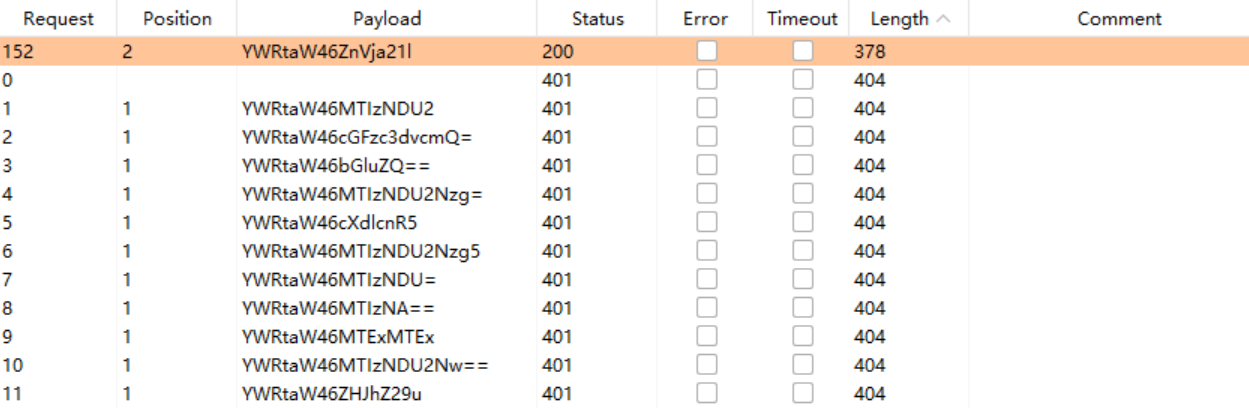 Request Position Payload Status Error Timeout Length Comment
152 2 YWRtaW46ZnVja21l 200 378
0 401 404
1 1 YWRtaW46MTIzNDU2 401 404
2 1 YWRtaW46cGFzc3dvcmQ= 401 404
3 1 YWRtaW46bGluZQ== 401 404
4 1 YWRtaW46MTIzNDU2Nzg= 401 404
5 1 YWRtaW46cXdlcnR5 401 404
6 1 YWRtaW46MTIzNDU2Nzg5 401 404
7 1 YWRtaW46MTIzNDU= 401 404
8 1 YWRtaW46MTIzNA== 401 404
9 1 YWRtaW46MTExMTEx 401 404
10 1 YWRtaW46MTIzNDU2Nw== 401 404
11 1 YWRtaW46ZHJhZ29u 401 404